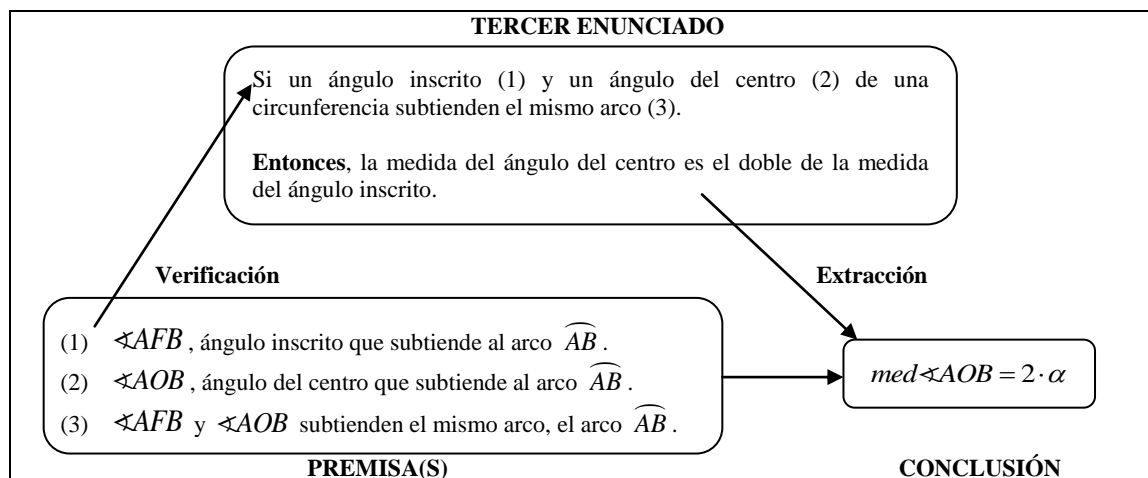 TERCER ENUNCIADO
Si un ángulo inscrito (1) y un ángulo del centro (2) de una
circunferencia subtienden el mismo arco (3).
Entonces, la medida del ángulo del centro es el doble de la medida
del ángulo inscrito.
Verificación
Extracción
(1) ∢AFB, ángulo inscrito que subtiende al arco \widehat{AB}.
(2) ∢AOB, ángulo del centro que subtiende al arco \widehat{AB}.
(3) ∢AFB y ∢AOB subtienden el mismo arco, el arco \widehat{AB}.
med∢AOB = 2·α
PREMISA(S)
CONCLUSIÓN